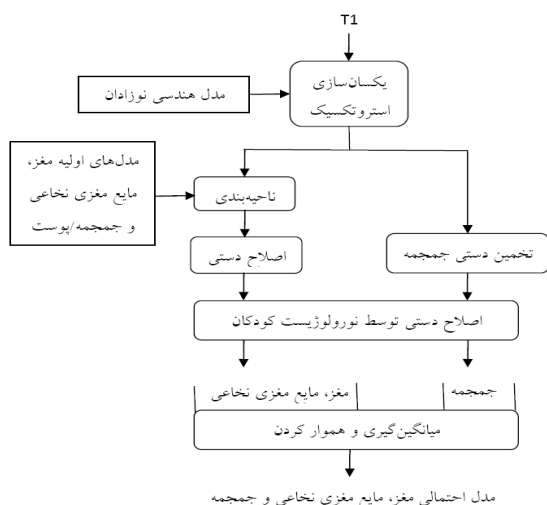 T1
یکسان‌سازی
استروتکسیک
مدل هندسی نوزادان
مدل‌های اولیه مغز،
مایع مغزی نخاعی
و جمجمه/پوست
ناحیه‌بندی
تخمین دستی جمجمه
اصلاح دستی
اصلاح دستی توسط نورولوژیست کودکان
جمجمه
مغز، مایع مغزی نخاعی
میانگین‌گیری و هموار کردن
مدل احتمالی مغز، مایع مغزی نخاعی و جمجمه